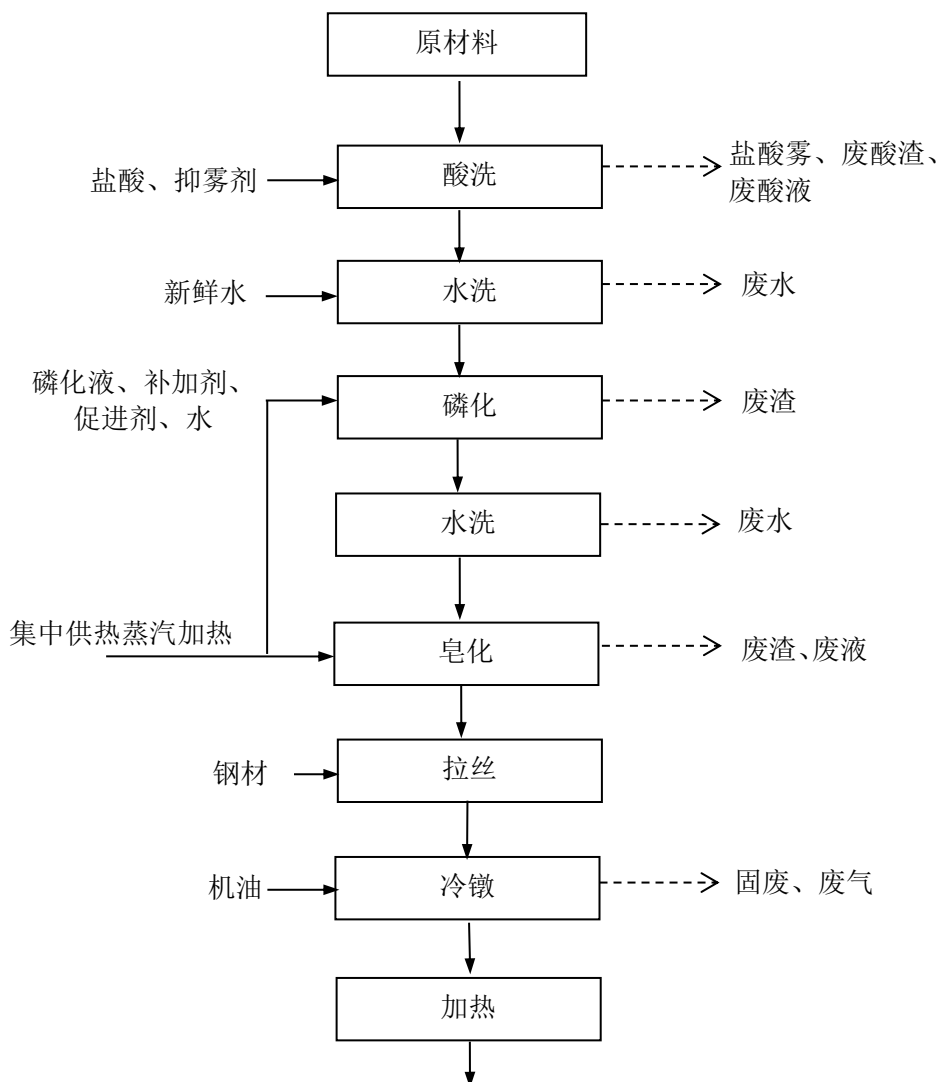 原材料
盐酸、抑雾剂
酸洗
盐酸雾、废酸渣、
废酸液
新鲜水
水洗
废水
磷化液、补加剂、
促进剂、水
磷化
废渣
水洗
废水
集中供热蒸汽加热
皂化
废渣、废液
钢材
拉丝
机油
冷镦
固废、废气
加热